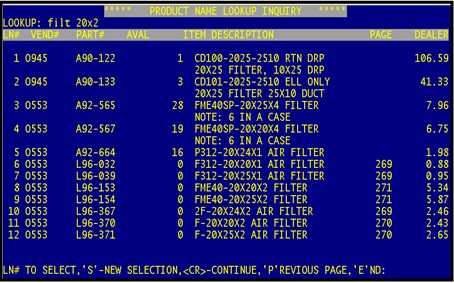 ***** PRODUCT NAME LOOKUP INQUIRY *****
LOOKUP: filt 20x2
LN# VEND# PART# AVAL ITEM DESCRIPTION PAGE DEALER
1 0945 A90-122 1 CD100-2025-2S10 RTN DRP 106.59
20X25 FILTER, 10X25 DRP
2 0945 A90-133 3 CD101-2025-2S10 ELL ONLY 41.33
20X25 FILTER 25X10 DUCT
3 0553 A92-565 28 FME40SP-20X25X4 FILTER 7.96
NOTE: 6 IN A CASE
4 0553 A92-567 19 FME40SP-20X20X4 FILTER 6.75
NOTE: 6 IN A CASE
5 0553 A92-664 16 P312-20X24X1 AIR FILTER 1.98
6 0553 L96-032 0 F312-20X20X1 AIR FILTER 269 0.88
7 0553 L96-039 0 F312-20X25X1 AIR FILTER 269 0.95
8 0553 L96-153 0 FME40-20X20X2 FILTER 271 5.34
9 0553 L96-154 0 FME40-20X25X2 FILTER 271 5.87
10 0553 L96-367 0 2F-20X24X2 AIR FILTER 269 2.46
11 0553 L96-370 0 F-20X20X2 AIR FILTER 270 2.43
12 0553 L96-371 0 F-20X25X2 AIR FILTER 270 2.65
LN# TO SELECT,'S'-NEW SELECTION,<CR>-CONTINUE,'P'REVIOUS PAGE,'E'ND: